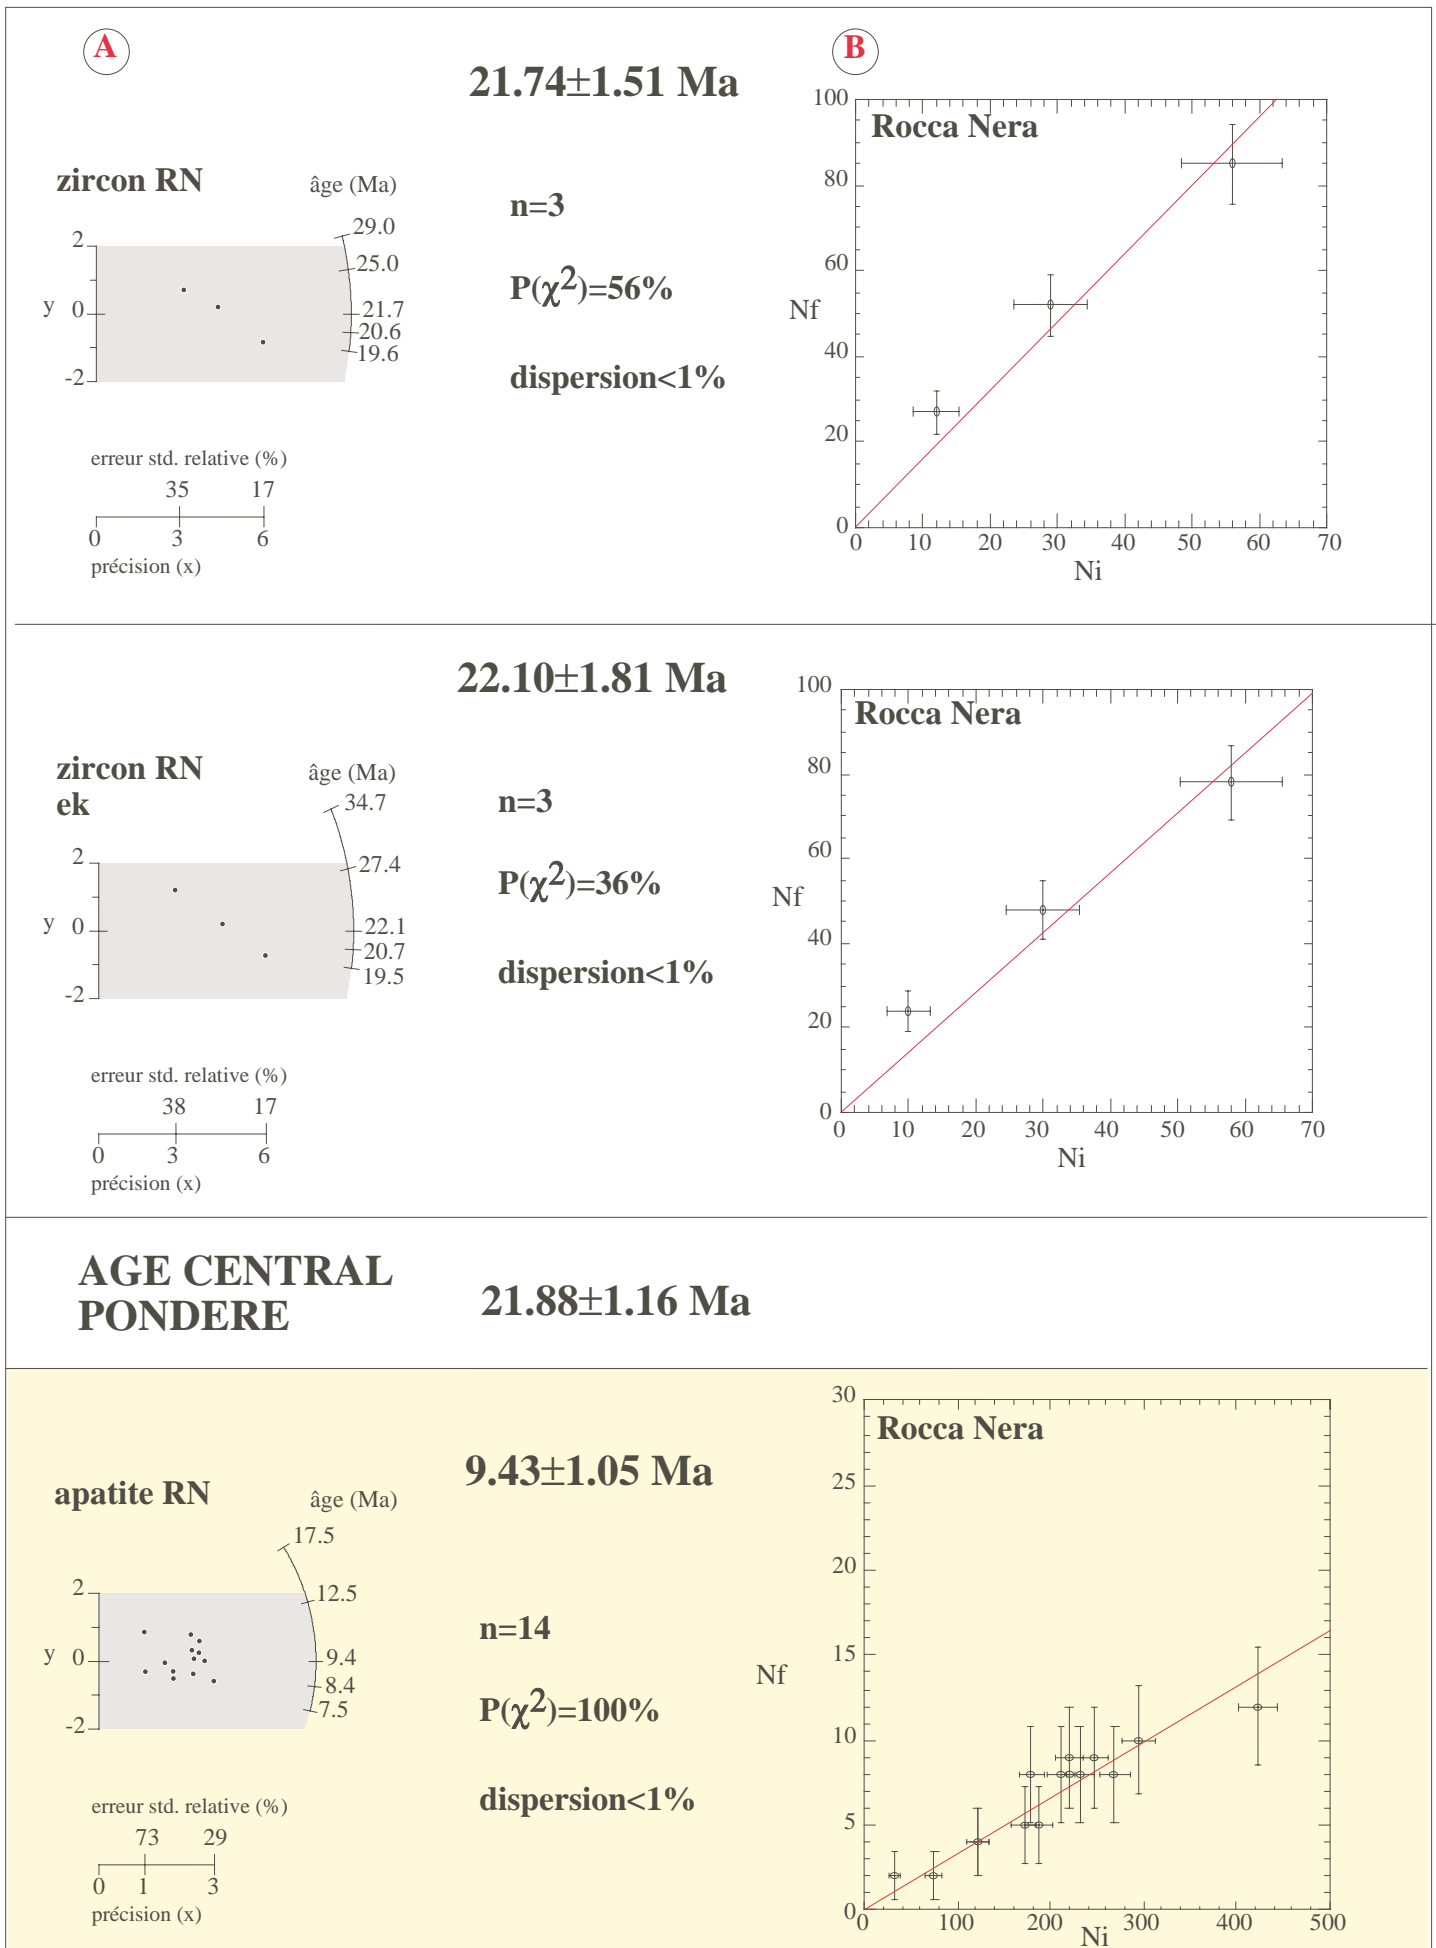 A
B
21.74±1.51 Ma
zircon RN
âge (Ma)
29.0
25.0
21.7
20.6
19.6
2
y 0
-2
n=3
P(χ2)=56%
dispersion<1%
erreur std. relative (%)
35 17
0 3 6
précision (x)
Rocca Nera
100
80
60
Nf
40
20
0
0 10 20 30 40 50 60 70
Ni
22.10±1.81 Ma
zircon RN
ek
âge (Ma)
34.7
27.4
22.1
20.7
19.5
2
y 0
-2
n=3
P(χ2)=36%
dispersion<1%
erreur std. relative (%)
38 17
0 3 6
précision (x)
Rocca Nera
100
80
60
Nf
40
20
0
0 10 20 30 40 50 60 70
Ni
AGE CENTRAL
PONDERE
21.88±1.16 Ma
9.43±1.05 Ma
apatite RN
âge (Ma)
17.5
12.5
9.4
8.4
7.5
2
y 0
-2
n=14
P(χ2)=100%
dispersion<1%
erreur std. relative (%)
73 29
0 1 3
précision (x)
Rocca Nera
30
25
20
15
Nf
10
5
0
0 100 200 300 400 500
Ni